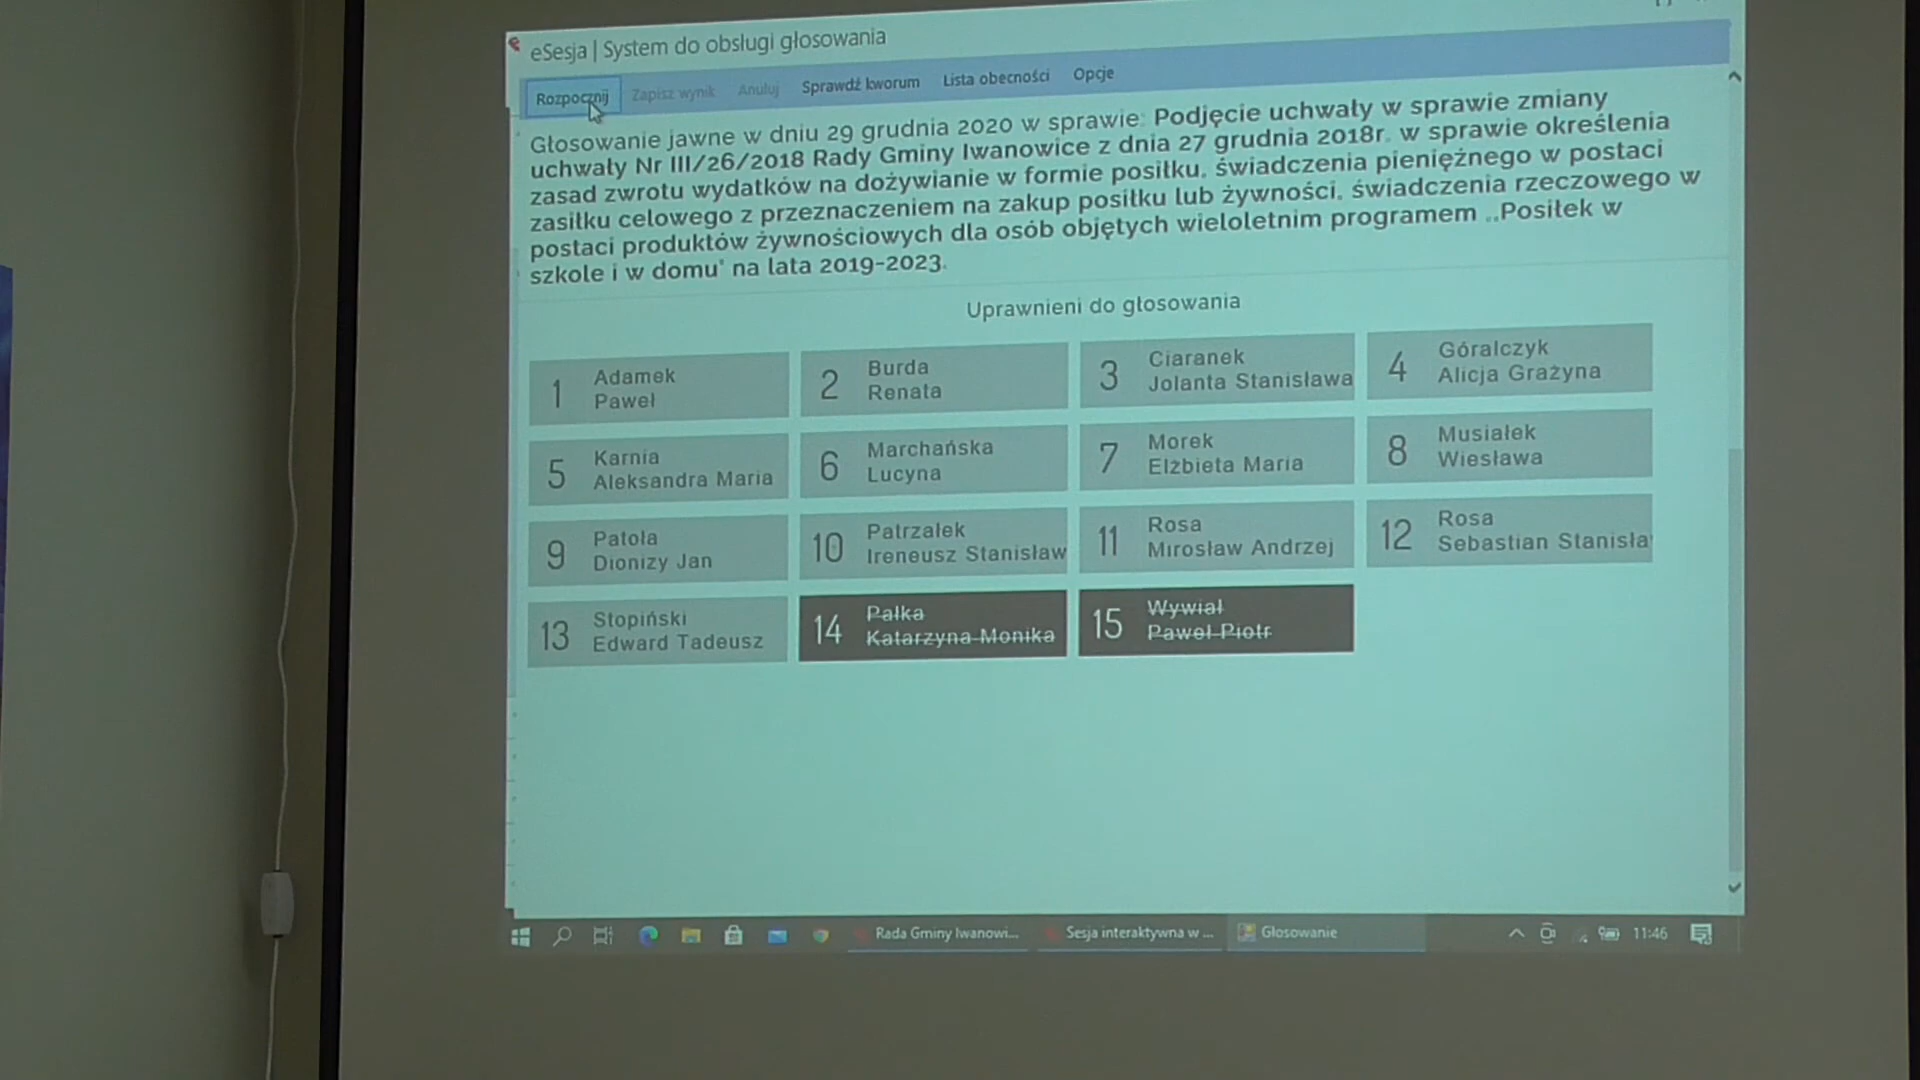 eSesja | System do obsługi głosowania
Rozpocznij Zapisz wynik Anuluj Sprawdź kworum Lista obecności Opcje
Głosowanie jawne w dniu 29 grudnia 2020 w sprawie: Podjęcie uchwały w sprawie zmiany
uchwały Nr III/26/2018 Rady Gminy Iwanowice z dnia 27 grudnia 2018r. w sprawie określenia
zasad zwrotu wydatków na dożywianie w formie posiłku, świadczenia pieniężnego w postaci
zasiłku celowego z przeznaczeniem na zakup posiłku lub żywności, świadczenia rzeczowego w
postaci produktów żywnościowych dla osób objętych wieloletnim programem ,,Posiłek w
szkole i w domu" na lata 2019-2023.
Uprawnieni do głosowania
1 Adamek
Paweł
2 Burda
Renata
3 Ciaranek
Jolanta Stanisława
4 Góralczyk
Alicja Grażyna
5 Karnia
Aleksandra Maria
6 Marchańska
Lucyna
7 Morek
Elżbieta Maria
8 Musiałek
Wiesława
9 Patola
Dionizy Jan
10 Patrzałek
Ireneusz Stanisław
11 Rosa
Mirosław Andrzej
12 Rosa
Sebastian Stanisła
13 Stopiński
Edward Tadeusz
14 Pałka
Katarzyna Monika
15 Wywiał
Paweł Piotr
Rada Gminy Iwanowi... Sesja interaktywna w ... Głosowanie 11:46